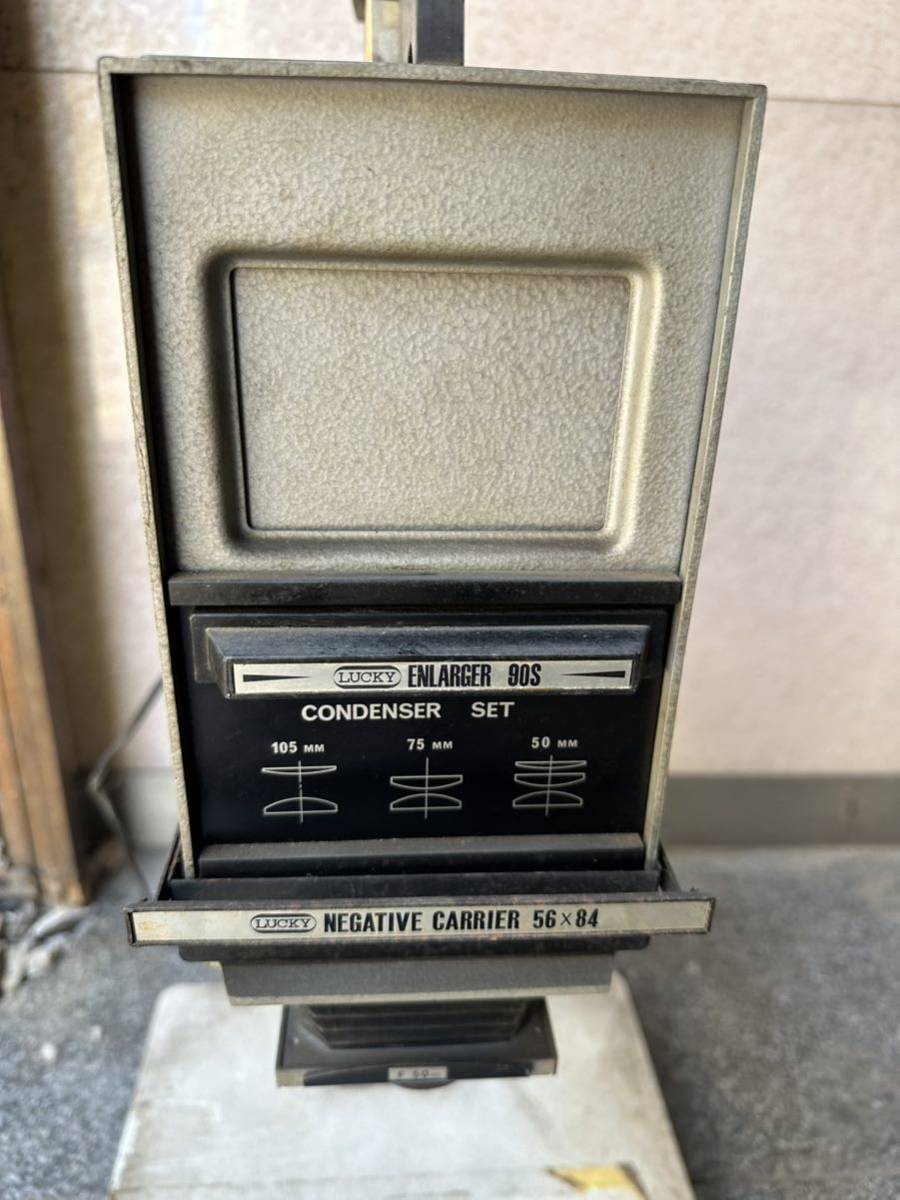 LUCKY ENLARGER 90S
CONDENSER SET
105 MM 75 MM 50 MM
LUCKY NEGATIVE CARRIER 56×84